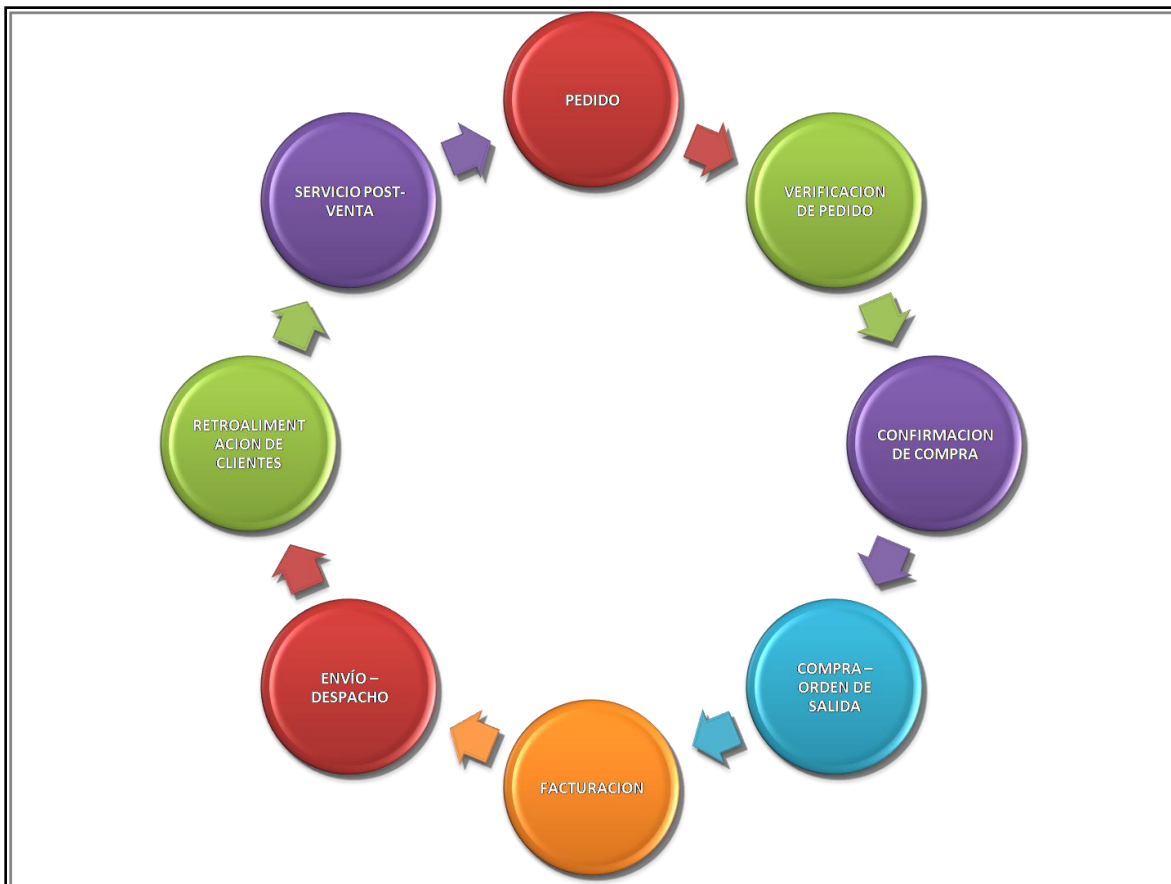 PEDIDO
VERIFICACION
DE PEDIDO
CONFIRMACION
DE COMPRA
COMPRA –
ORDEN DE
SALIDA
FACTURACION
ENVÍO –
DESPACHO
RETROALIMENT
ACION DE
CLIENTES
SERVICIO POST-
VENTA